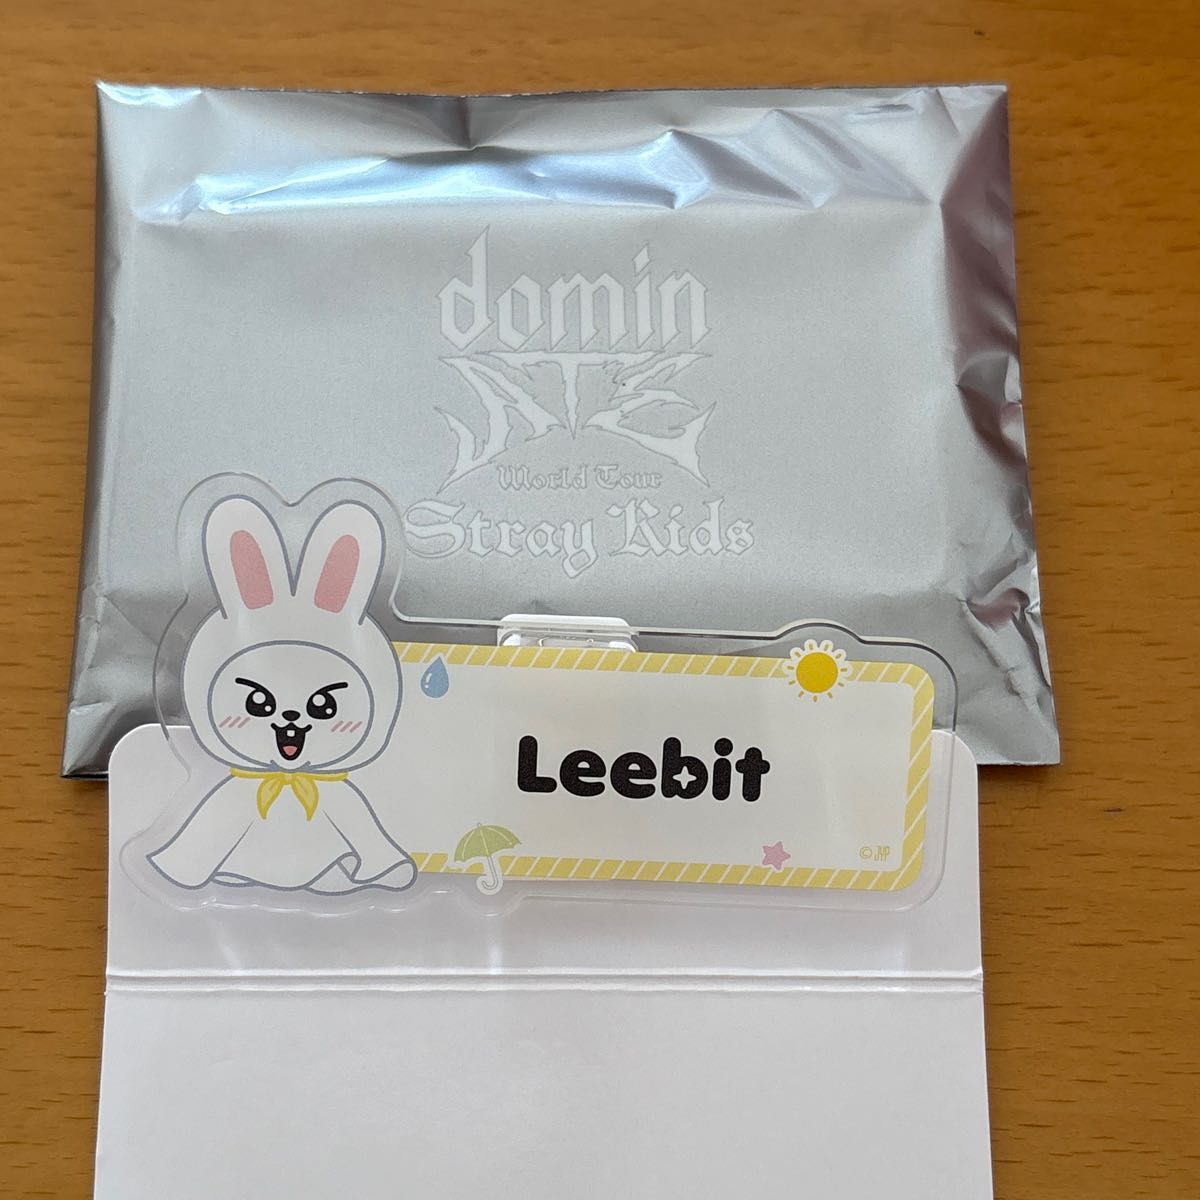 domin
ATE
World Tour
Stray Kids
Leebit
© JYP